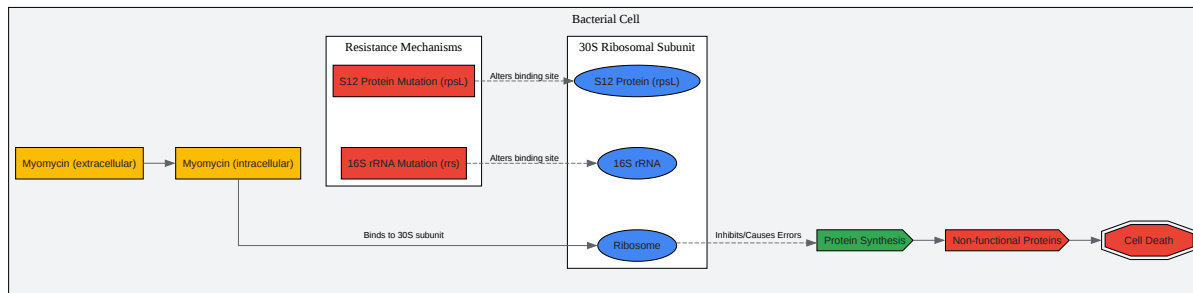 Bacterial Cell
Resistance Mechanisms
30S Ribosomal Subunit
S12 Protein Mutation (rpsL)
Alters binding site
S12 Protein (rpsL)
Myomycin (extracellular)
Myomycin (intracellular)
16S rRNA Mutation (rrs)
Alters binding site
16S rRNA
Binds to 30S subunit
Ribosome
Inhibits/Causes Errors
Protein Synthesis
Non-functional Proteins
Cell Death